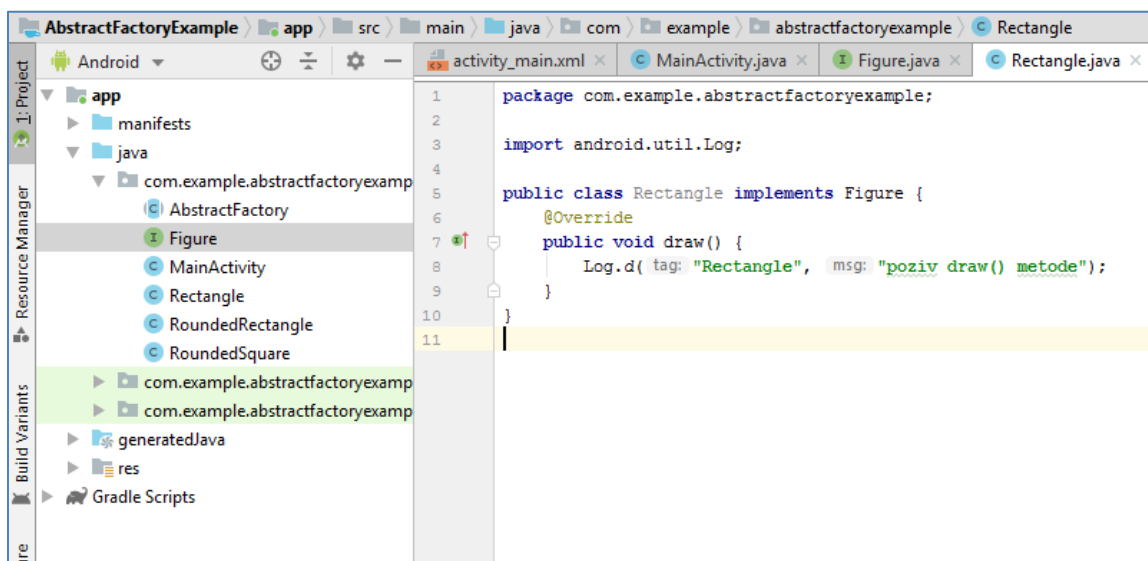 AbstractFactoryExample app src main java com example abstractfactoryexample Rectangle
Android
activity_main.xml MainActivity.java Figure.java Rectangle.java
1: Project
Resource Manager
Build Variants
app
manifests
java
com.example.abstractfactoryexamp
AbstractFactory
Figure
MainActivity
Rectangle
RoundedRectangle
RoundedSquare
com.example.abstractfactoryexamp
com.example.abstractfactoryexamp
generatedJava
res
Gradle Scripts
1 package com.example.abstractfactoryexample;
2
3 import android.util.Log;
4
5 public class Rectangle implements Figure {
6 @Override
7 public void draw() {
8 Log.d( tag: "Rectangle", msg: "poziv draw() metode");
9 }
10 }
11